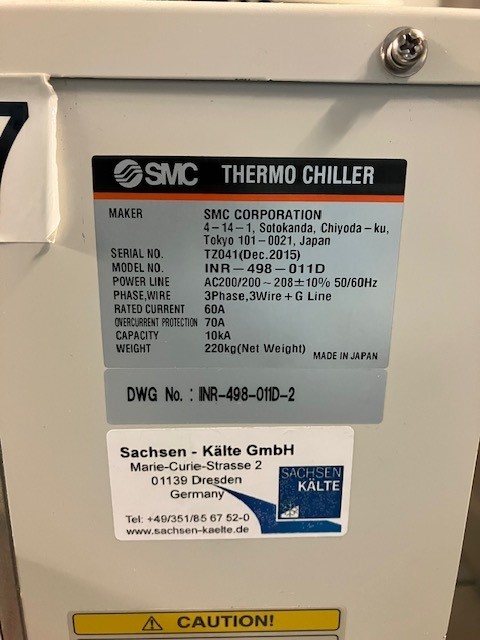 7
SMC THERMO CHILLER
MAKER SMC CORPORATION
4-14-1, Sotokanda, Chiyoda-ku,
Tokyo 101-0021, Japan
SERIAL NO. TZ041(Dec.2015)
MODEL NO. INR-498-011D
POWER LINE AC200/200~208±10% 50/60Hz
PHASE,WIRE 3Phase,3Wire+G Line
RATED CURRENT 60A
OVERCURRENT PROTECTION 70A
CAPACITY 10kA
WEIGHT 220kg(Net Weight) MADE IN JAPAN
DWG No. : INR-498-011D-2
Sachsen - Kälte GmbH
Marie-Curie-Strasse 2
01139 Dresden
Germany
SACHSEN
KÄLTE
Tel: +49/351/85 67 52-0
www.sachsen-kaelte.de
CAUTION!